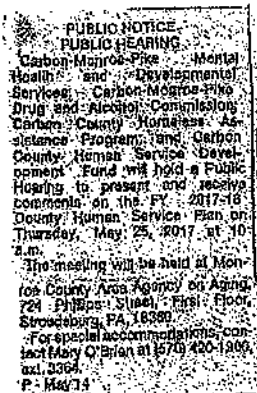 PUBLIC NOTICE
PUBLIC HEARING
Carbon-Monroe-Pike Mental
Health and Developmental
Services, Carbon-Monroe-Pike
Drug and Alcohol Commission,
Carbon County Homeless As-
sistance Program, and Carbon
County Human Service Devel-
opment Fund will hold a Public
Hearing to present and receive
comments on the FY 2017-18
County Human Service Plan on
Thursday, May 25, 2017 at 10
a.m.
The meeting will be held at Mon-
roe County Area Agency on Aging,
724 Phillips Street, First Floor,
Stroudsburg, PA, 18360.
For special accommodations, con-
tact Mary O'Brien at (570) 420-1900,
ext. 3364.
P - May 14